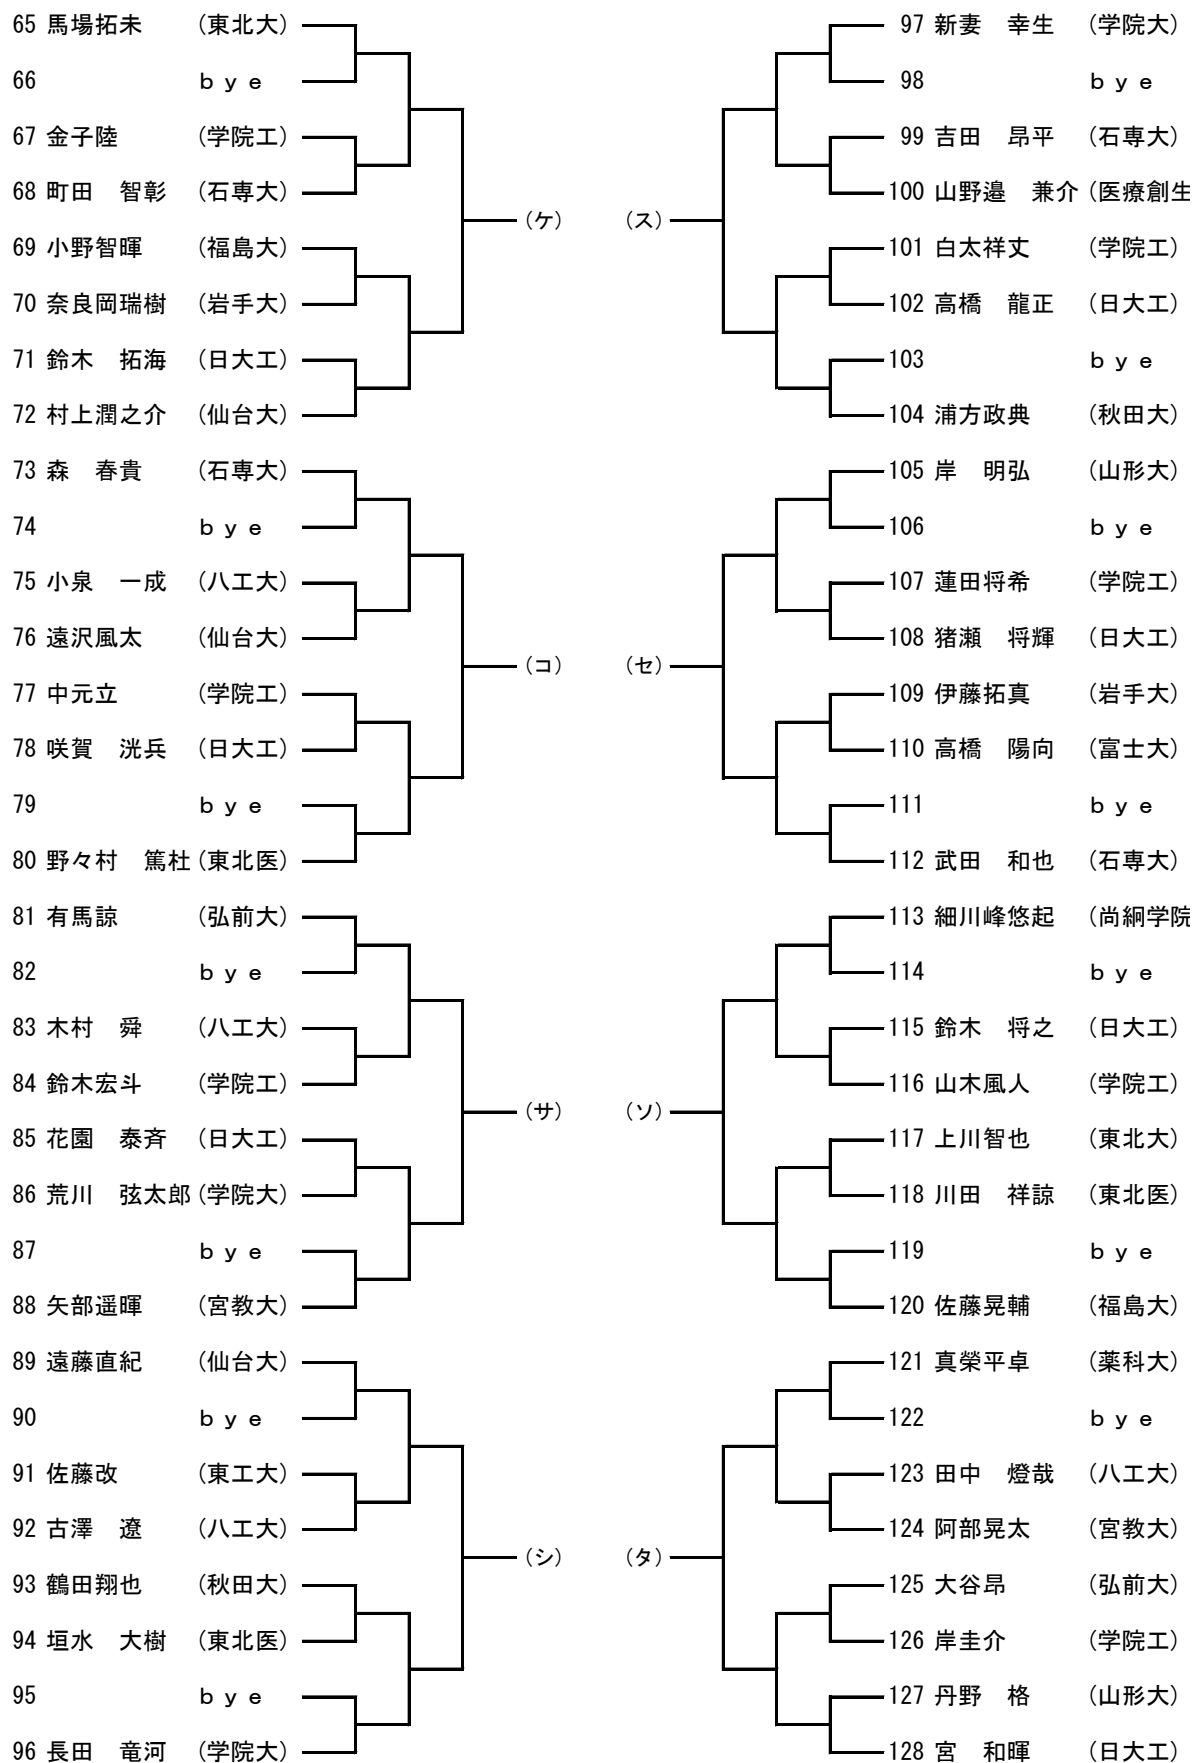 65 馬場拓未 （東北大）
66 ｂｙｅ
67 金子陸 （学院工）
68 町田　智彰 （石専大）
（ケ）
69 小野智暉 （福島大）
70 奈良岡瑞樹 （岩手大）
71 鈴木　拓海 （日大工）
72 村上潤之介 （仙台大）
73 森　春貴 （石専大）
74 ｂｙｅ
75 小泉　一成 （八工大）
76 遠沢風太 （仙台大）
（コ）
77 中元立 （学院工）
78 咲賀　洸兵 （日大工）
79 ｂｙｅ
80 野々村　篤杜 （東北医）
81 有馬諒 （弘前大）
82 ｂｙｅ
83 木村　舜 （八工大）
84 鈴木宏斗 （学院工）
（サ）
85 花園　泰斉 （日大工）
86 荒川　弦太郎 （学院大）
87 ｂｙｅ
88 矢部遥暉 （宮教大）
89 遠藤直紀 （仙台大）
90 ｂｙｅ
91 佐藤改 （東工大）
92 古澤　遼 （八工大）
（シ）
93 鶴田翔也 （秋田大）
94 垣水　大樹 （東北医）
95 ｂｙｅ
96 長田　竜河 （学院大）
97 新妻　幸生 （学院大）
98 ｂｙｅ
99 吉田　昂平 （石専大）
100 山野邉　兼介 （医療創生
（ス）
101 白太祥丈 （学院工）
102 高橋　龍正 （日大工）
103 ｂｙｅ
104 浦方政典 （秋田大）
105 岸　明弘 （山形大）
106 ｂｙｅ
107 蓮田将希 （学院工）
108 猪瀬　将輝 （日大工）
（セ）
109 伊藤拓真 （岩手大）
110 高橋　陽向 （富士大）
111 ｂｙｅ
112 武田　和也 （石専大）
113 細川峰悠起 （尚絅学院
114 ｂｙｅ
115 鈴木　将之 （日大工）
116 山木風人 （学院工）
（ソ）
117 上川智也 （東北大）
118 川田　祥諒 （東北医）
119 ｂｙｅ
120 佐藤晃輔 （福島大）
121 真榮平卓 （薬科大）
122 ｂｙｅ
123 田中　燈哉 （八工大）
124 阿部晃太 （宮教大）
（タ）
125 大谷昂 （弘前大）
126 岸圭介 （学院工）
127 丹野　格 （山形大）
128 宮　和暉 （日大工）